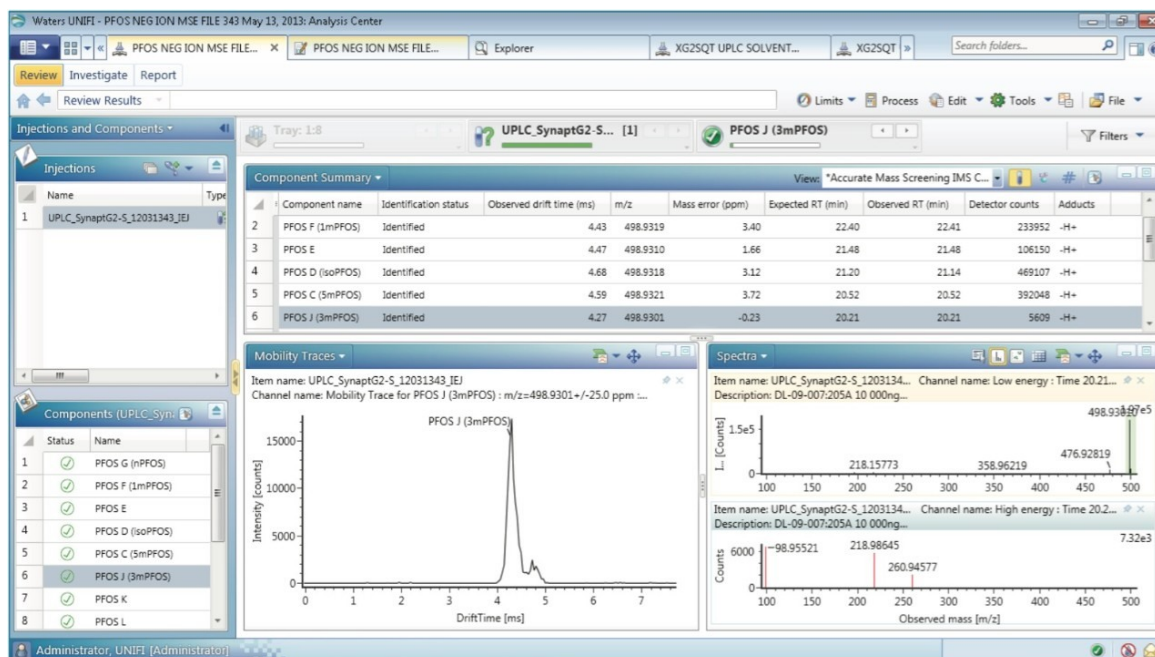 Waters UNIFI - PFOS NEG ION MSE FILE 343 May 13, 2013: Analysis Center
PFOS NEG ION MSE FILE... × PFOS NEG ION MSE FILE... Explorer XG2SQT UPLC SOLVENT... XG2SQT » Search folders...
Review Investigate Report
Review Results Limits Process Edit Tools File
Injections and Components Tray: 1:8 UPLC_SynaptG2-S... [1] PFOS J (3mPFOS) Filters
Injections
Name Type
1 UPLC_SynaptG2-S_12031343_IEJ
Component Summary View: *Accurate Mass Screening IMS C...
Component name Identification status Observed drift time (ms) m/z Mass error (ppm) Expected RT (min) Observed RT (min) Detector counts Adducts
2 PFOS F (1mPFOS) Identified 4.43 498.9319 3.40 22.40 22.41 233952 -H+
3 PFOS E Identified 4.47 498.9310 1.66 21.48 21.48 106150 -H+
4 PFOS D (isoPFOS) Identified 4.68 498.9318 3.12 21.20 21.14 469107 -H+
5 PFOS C (5mPFOS) Identified 4.59 498.9321 3.72 20.52 20.52 392048 -H+
6 PFOS J (3mPFOS) Identified 4.27 498.9301 -0.23 20.21 20.21 5609 -H+
Components (UPLC_Syna
Status Name
1 PFOS G (nPFOS)
2 PFOS F (1mPFOS)
3 PFOS E
4 PFOS D (isoPFOS)
5 PFOS C (5mPFOS)
6 PFOS J (3mPFOS)
7 PFOS K
8 PFOS L
Mobility Traces
Item name: UPLC_SynaptG2-S_12031343_IEJ
Channel name: Mobility Trace for PFOS J (3mPFOS) : m/z=498.9301+/-25.0 ppm :...
PFOS J (3mPFOS)
Intensity [counts]
15000
10000
5000
0
0 1 2 3 4 5 6 7
DriftTime [ms]
Spectra
Item name: UPLC_SynaptG2-S_1203134... Channel name: Low energy : Time 20.21...
Description: DL-09-007:205A 10 000ng...
1.97e5
I... [Counts]
1.5e5
0
218.15773 358.96219 476.92819
100 150 200 250 300 350 400 450 500
Item name: UPLC_SynaptG2-S_1203134... Channel name: High energy : Time 20.2...
Description: DL-09-007:205A 10 000ng...
7.32e3
Counts
6000
0
98.95521 218.98645 260.94577
100 150 200 250 300 350 400 450 500
Observed mass [m/z]
Administrator, UNIFI [Administrator]